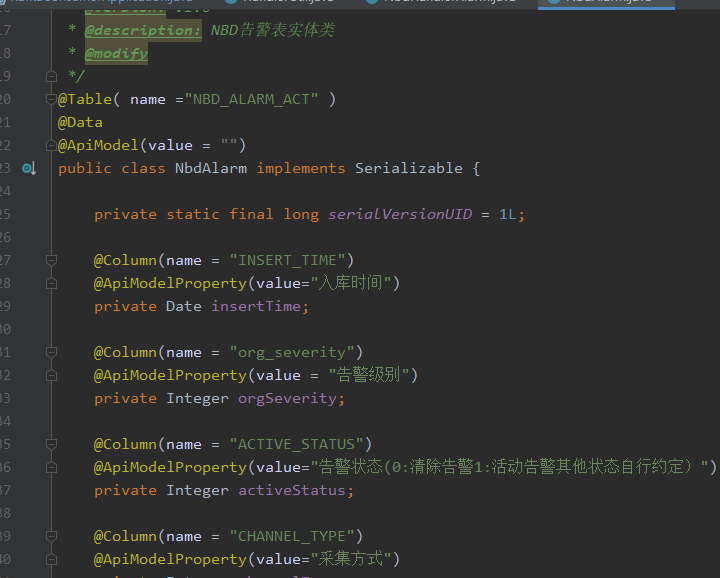 17 * @description: NBD告警表实体类
18 * @modify
19 */
20 @Table( name ="NBD_ALARM_ACT" )
21 @Data
22 @ApiModel(value = "")
23 public class NbdAlarm implements Serializable {
24
25 private static final long serialVersionUID = 1L;
26
27 @Column(name = "INSERT_TIME")
28 @ApiModelProperty(value="入库时间")
29 private Date insertTime;
30
31 @Column(name = "org_severity")
32 @ApiModelProperty(value = "告警级别")
33 private Integer orgSeverity;
34
35 @Column(name = "ACTIVE_STATUS")
36 @ApiModelProperty(value="告警状态(0:清除告警1:活动告警其他状态自行约定）")
37 private Integer activeStatus;
38
39 @Column(name = "CHANNEL_TYPE")
40 @ApiModelProperty(value="采集方式")